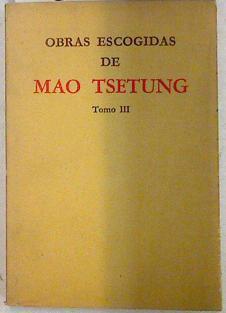 OBRAS ESCOGIDAS
DE
MAO TSETUNG
Tomo III